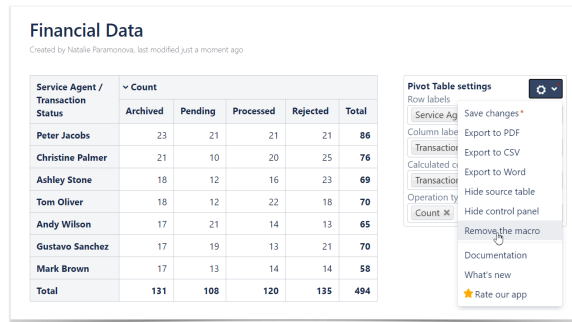 Financial Data
Created by Natalie Paramonova, last modified just a moment ago
Service Agent /
Transaction
Status
Count
Archived Pending Processed Rejected Total
Peter Jacobs 23 21 21 21 86
Christine Palmer 21 10 20 25 76
Ashley Stone 18 12 16 23 69
Tom Oliver 18 12 22 18 70
Andy Wilson 17 21 14 13 65
Gustavo Sanchez 17 19 13 21 70
Mark Brown 17 13 14 14 58
Total 131 108 120 135 494
Pivot Table settings
Row labels
Service Ag
Column labe
Transaction
Calculated co
Transaction
Operation ty
Count
Save changes*
Export to PDF
Export to CSV
Export to Word
Hide source table
Hide control panel
Remove the macro
Documentation
What's new
Rate our app